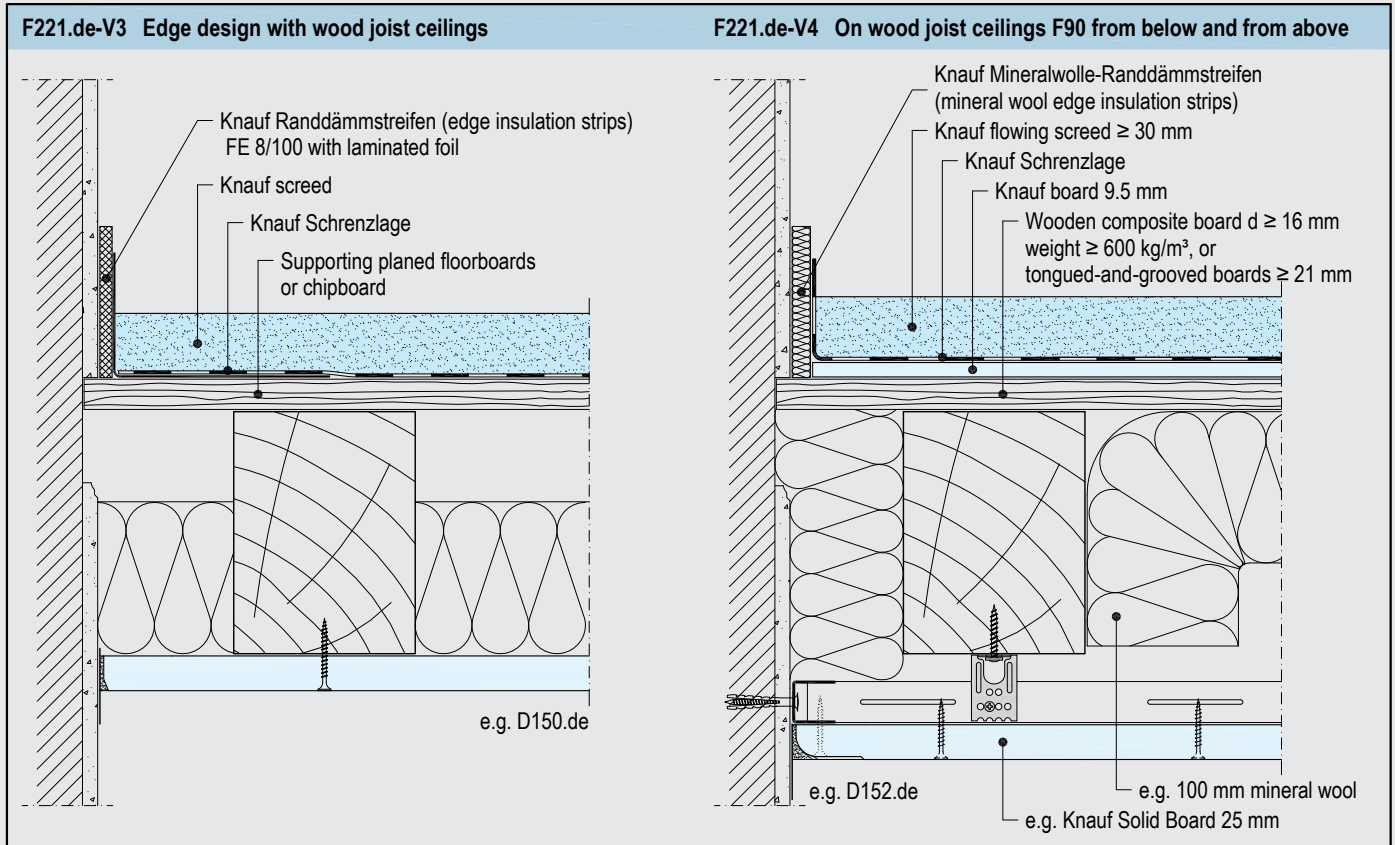 F221.de-V3 Edge design with wood joist ceilings
Knauf Randdämmstreifen (edge insulation strips)
FE 8/100 with laminated foil
Knauf screed
Knauf Schrenzlage
Supporting planed floorboards
or chipboard
e.g. D150.de
F221.de-V4 On wood joist ceilings F90 from below and from above
Knauf Mineralwolle-Randdämmstreifen
(mineral wool edge insulation strips)
Knauf flowing screed ≥ 30 mm
Knauf Schrenzlage
Knauf board 9.5 mm
Wooden composite board d ≥ 16 mm
weight ≥ 600 kg/m³, or
tongued-and-grooved boards ≥ 21 mm
e.g. D152.de
e.g. 100 mm mineral wool
e.g. Knauf Solid Board 25 mm